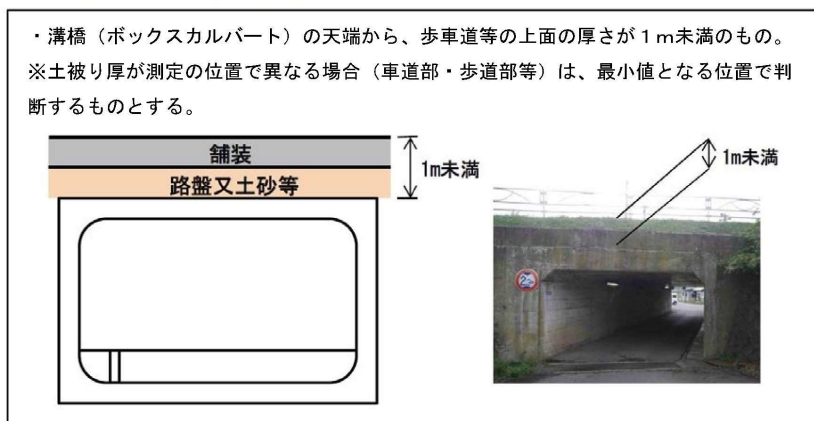 ・溝橋（ボックスカルバート）の天端から、歩車道等の上面の厚さが１ｍ未満のもの。
※土被り厚が測定の位置で異なる場合（車道部・歩道部等）は、最小値となる位置で判
断するものとする。
舗装
路盤又土砂等
1m未満
1m未満